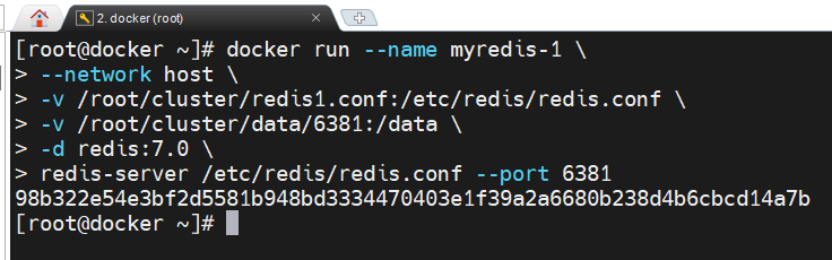 2. docker (root)
[root@docker ~]# docker run --name myredis-1 \
> --network host \
> -v /root/cluster/redis1.conf:/etc/redis/redis.conf \
> -v /root/cluster/data/6381:/data \
> -d redis:7.0 \
> redis-server /etc/redis/redis.conf --port 6381
98b322e54e3bf2d5581b948bd3334470403e1f39a2a6680b238d4b6cbcd14a7b
[root@docker ~]#